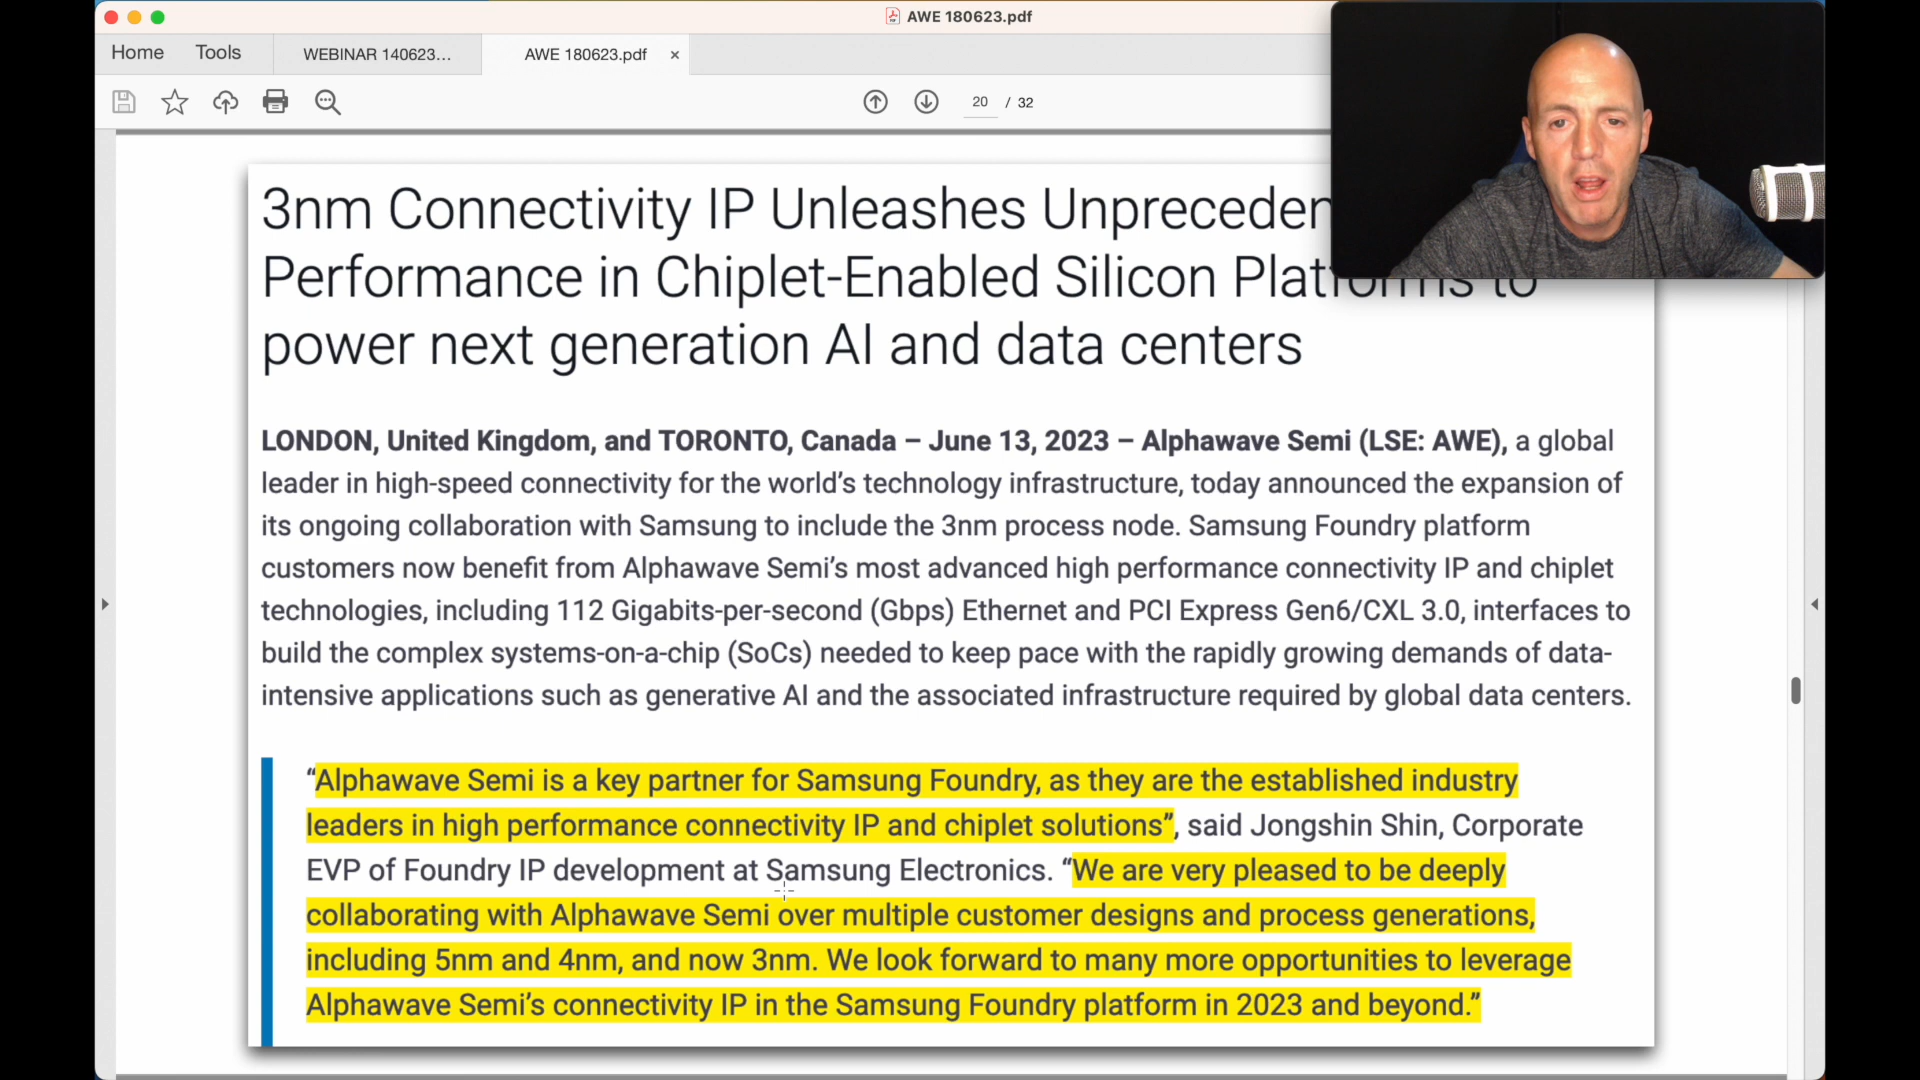 AWE 180623.pdf
Home
Tools
WEBINAR 140623...
AWE 180623.pdf
20 / 32
3nm Connectivity IP Unleashes
Performance in Chiplet-Enabled Silicon Platforms to
power next generation AI and data centers
LONDON, United Kingdom, and TORONTO, Canada – June 13, 2023 – Alphawave Semi (LSE: AWE), a global
leader in high-speed connectivity for the world’s technology infrastructure, today announced the expansion of
its ongoing collaboration with Samsung to include the 3nm process node. Samsung Foundry platform
customers now benefit from Alphawave Semi’s most advanced high performance connectivity IP and chiplet
technologies, including 112 Gigabits-per-second (Gbps) Ethernet and PCI Express Gen6/CXL 3.0, interfaces to
build the complex systems-on-a-chip (SoCs) needed to keep pace with the rapidly growing demands of data-
intensive applications such as generative AI and the associated infrastructure required by global data centers.
“Alphawave Semi is a key partner for Samsung Foundry, as they are the established industry
leaders in high performance connectivity IP and chiplet solutions”, said Jongshin Shin, Corporate
EVP of Foundry IP development at Samsung Electronics. “We are very pleased to be deeply
collaborating with Alphawave Semi over multiple customer designs and process generations,
including 5nm and 4nm, and now 3nm. We look forward to many more opportunities to leverage
Alphawave Semi’s connectivity IP in the Samsung Foundry platform in 2023 and beyond.”